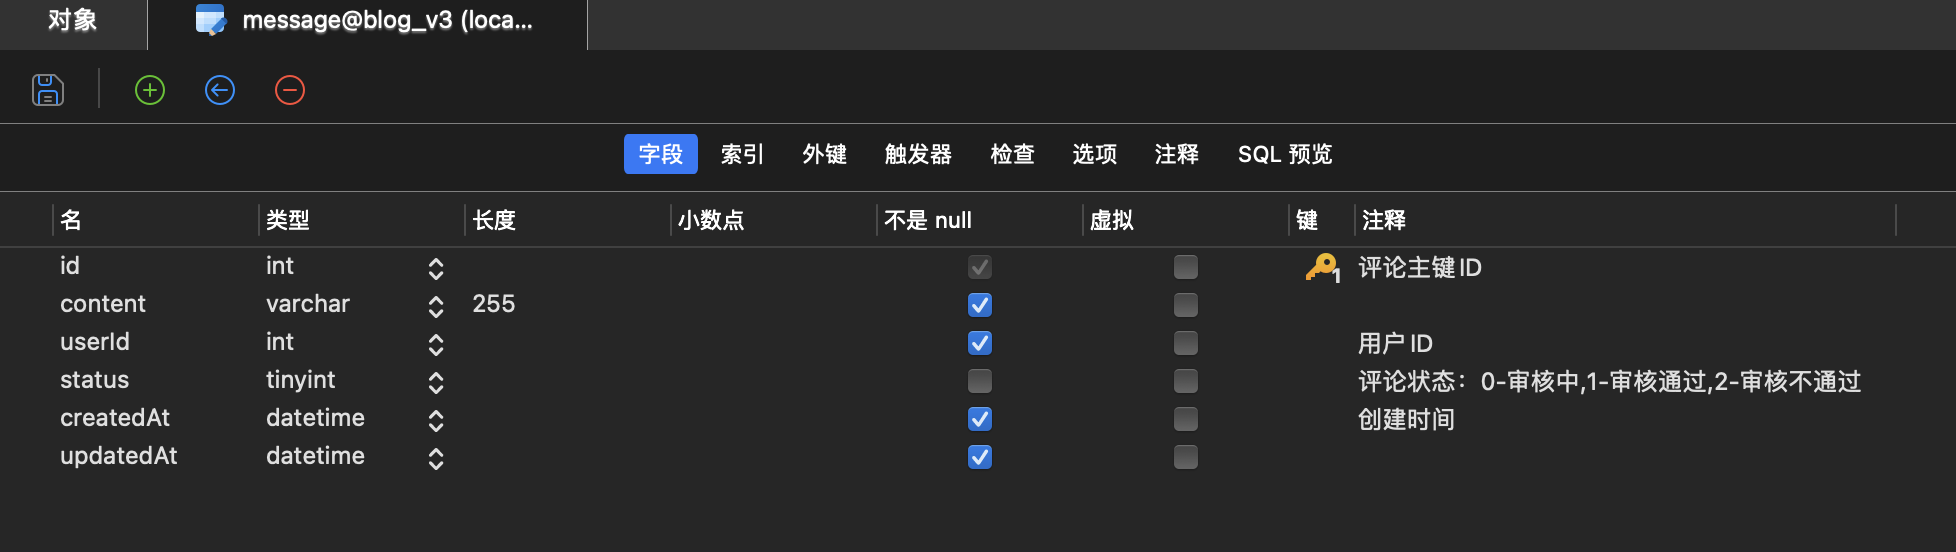 对象 message@blog_v3 (loca...
字段 索引 外键 触发器 检查 选项 注释 SQL 预览
名 类型 长度 小数点 不是 null 虚拟 键 注释
id int 1 评论主键ID
content varchar 255
userId int 用户ID
status tinyint 评论状态：0-审核中,1-审核通过,2-审核不通过
createdAt datetime 创建时间
updatedAt datetime